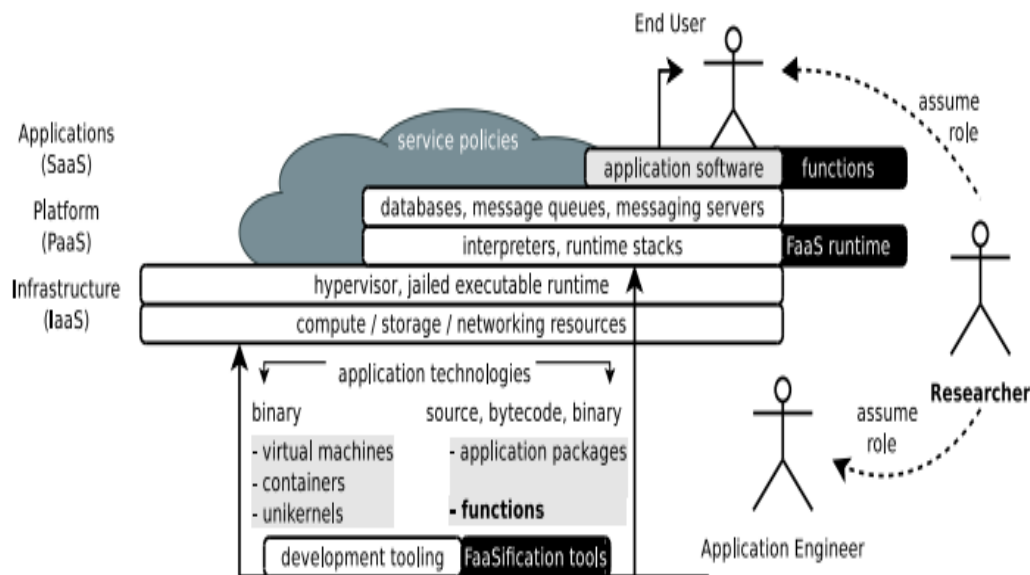 End User
assume
role
Applications
(SaaS)
service policies
application software
functions
Platform
(PaaS)
databases, message queues, messaging servers
interpreters, runtime stacks
FaaS runtime
Infrastructure
(IaaS)
hypervisor, jailed executable runtime
compute / storage / networking resources
application technologies
binary
source, bytecode, binary
- virtual machines
- containers
- unikernels
- application packages
- functions
development tooling
FaaSification tools
Researcher
assume
role
Application Engineer